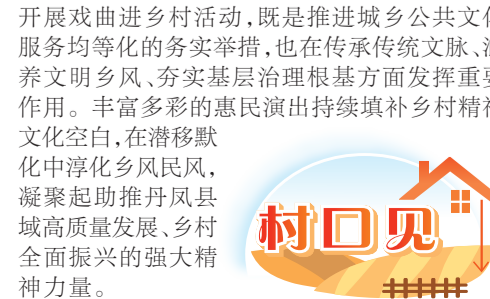 开展戏曲进乡村活动，既是推进城乡公共文
服务均等化的务实举措，也在传承传统文脉、
养文明乡风、夯实基层治理根基方面发挥重
作用。丰富多彩的惠民演出持续填补乡村精
文化空白，在潜移默
化中淳化乡风民风，
凝聚起助推丹凤县
域高质量发展、乡村
全面振兴的强大精
神力量。
村口见